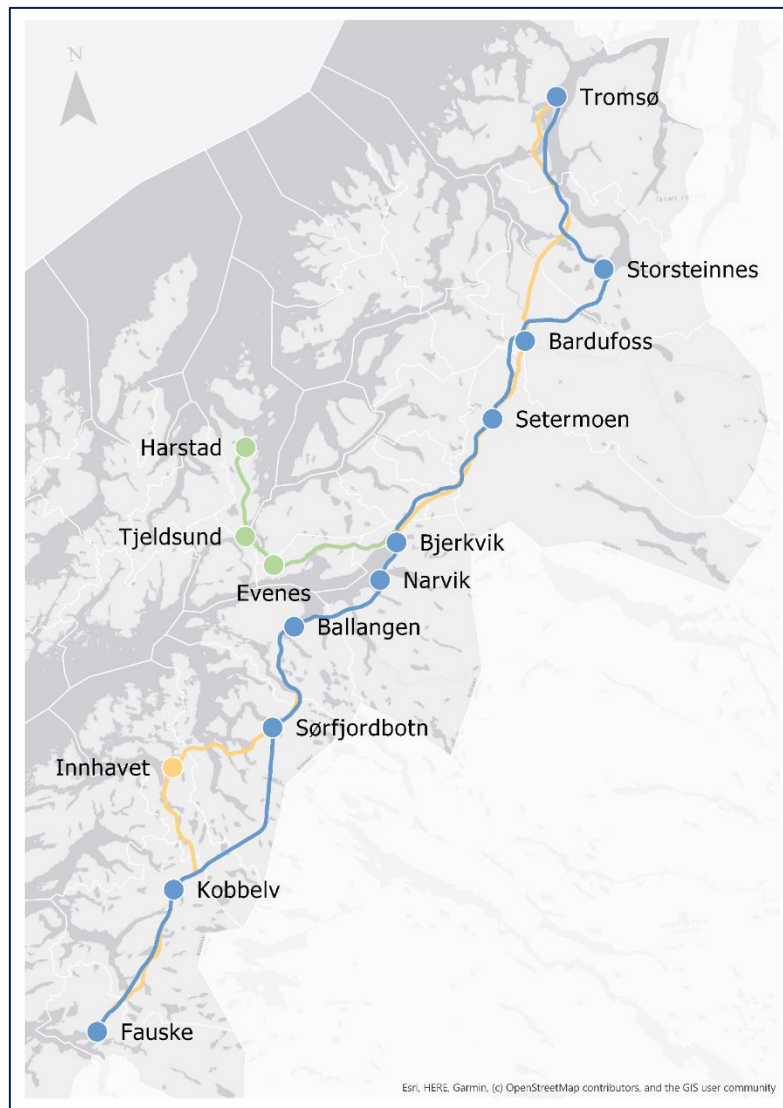 N
Tromsø
Storsteinnes
Bardufoss
Setermoen
Harstad
Tjeldsund
Bjerkvik
Evenes
Narvik
Ballangen
Sørfjordbotn
Innhavet
Kobbelv
Fauske
Esri, HERE, Garmin, (c) OpenStreetMap contributors, and the GIS user community